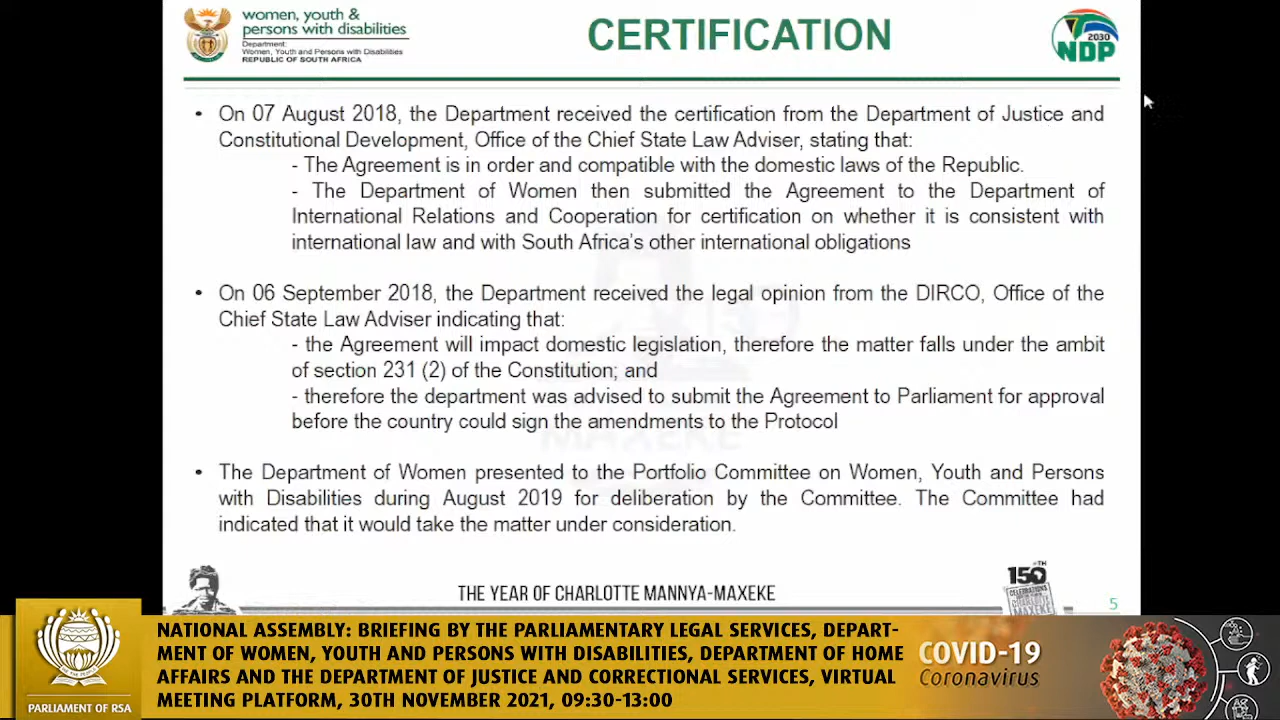 women, youth &
persons with disabilities
Department:
Women, Youth and Persons with Disabilities
REPUBLIC OF SOUTH AFRICA
CERTIFICATION
2030
NDP
• On 07 August 2018, the Department received the certification from the Department of Justice and
Constitutional Development, Office of the Chief State Law Adviser, stating that:
- The Agreement is in order and compatible with the domestic laws of the Republic.
- The Department of Women then submitted the Agreement to the Department of
International Relations and Cooperation for certification on whether it is consistent with
international law and with South Africa's other international obligations
• On 06 September 2018, the Department received the legal opinion from the DIRCO, Office of the
Chief State Law Adviser indicating that:
- the Agreement will impact domestic legislation, therefore the matter falls under the ambit
of section 231 (2) of the Constitution; and
- therefore the department was advised to submit the Agreement to Parliament for approval
before the country could sign the amendments to the Protocol
• The Department of Women presented to the Portfolio Committee on Women, Youth and Persons
with Disabilities during August 2019 for deliberation by the Committee. The Committee had
indicated that it would take the matter under consideration.
THE YEAR OF CHARLOTTE MANNYA-MAXEKE
150TH
5
NATIONAL ASSEMBLY: BRIEFING BY THE PARLIAMENTARY LEGAL SERVICES, DEPART-
MENT OF WOMEN, YOUTH AND PERSONS WITH DISABILITIES, DEPARTMENT OF HOME
AFFAIRS AND THE DEPARTMENT OF JUSTICE AND CORRECTIONAL SERVICES, VIRTUAL
MEETING PLATFORM, 30TH NOVEMBER 2021, 09:30-13:00
PARLIAMENT OF RSA
COVID-19
Coronavirus